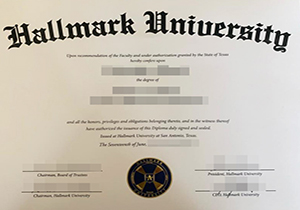 Hallmark University
Upon recommendation of the Faculty and under authorization granted by the State of Texas
hereby confers upon
the degree of
and all the honors, privileges and obligations belonging thereto, and in the witness thereof
have authorized the issuance of this Diploma duly signed and sealed.
Issued at Hallmark University at San Antonio, Texas.
The Seventeenth of June
Chairman, Board of Trustees
President, Hallmark University
Chairman, Hallmark University
CEO, Hallmark University
HALLMARK